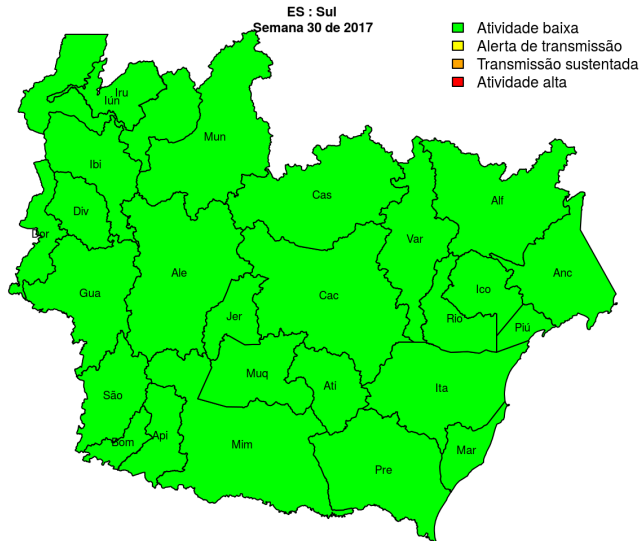 ES : Sul
Semana 30 de 2017
Atividade baixa
Alerta de transmissão
Transmissão sustentada
Atividade alta
Iru
Iún
Mun
Ibi
Cas
Alf
Div
Dor
Var
Ale
Anc
Gua
Cac
Ico
Jer
Rio
Piú
Muq
Ati
Ita
São
Bom
Api
Mim
Mar
Pre